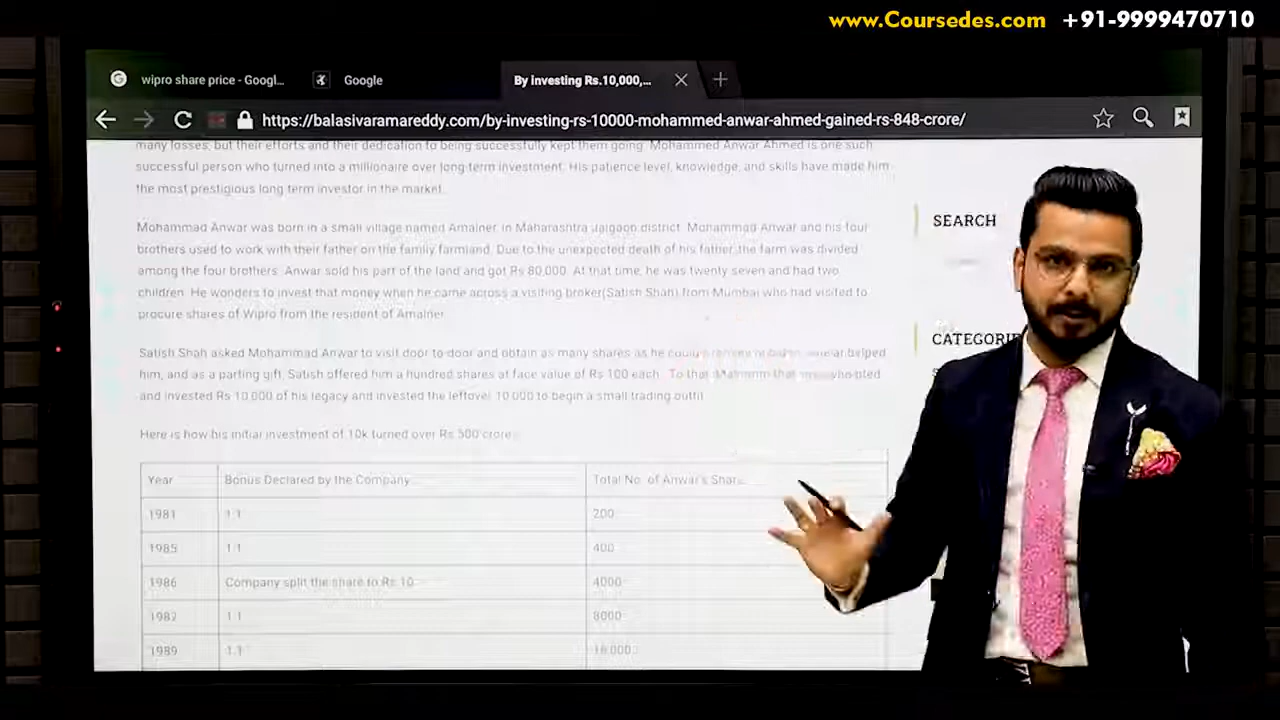 www.Coursedes.com +91-9999470710
wipro share price - Googl...
Google
By investing Rs.10,000,...
https://balasivaramareddy.com/by-investing-rs-10000-mohammed-anwar-ahmed-gained-rs-848-crore/
many losses, but their efforts and their dedication to being successfully kept them going. Mohammed Anwar Ahmed is one such
successful person who turned into a millionaire over long-term investment. His patience level, knowledge, and skills have made him
the most prestigious long term investor in the market.
SEARCH
Mohammad Anwar was born in a small village named Amalner, in Maharashtra district. Mohammad Anwar and his four
brothers used to work with their father on the family farmland. Due to the unexpected death of his father, the farm was divided
among the four brothers. Anwar sold his part of the land and got Rs 80,000. At that time, he was twenty seven and had two
children. He wonders to invest that money when he came across a visiting broker(Satish Shah) from Mumbai who had visited to
procure shares of Wipro from the resident of Amalner.
CATEGORIE
Satish Shah asked Mohammad Anwar to visit door to door and obtain as many shares as he could helped
him, and as a parting gift, Satish offered him a hundred shares at face value of Rs 100 each. To that
and invested Rs 10,000 of his legacy and invested the leftover 10,000 to begin a small trading outfit.
Here is how his initial investment of 10k turned over Rs 500 crore:
Year Bonus Declared by the Company Total No. of Anwar's Share
1981 1:1 200
1985 1:1 400
1986 Company split the share to Rs 10 4000
1982 1:1 8000
1989 1:1 16,000